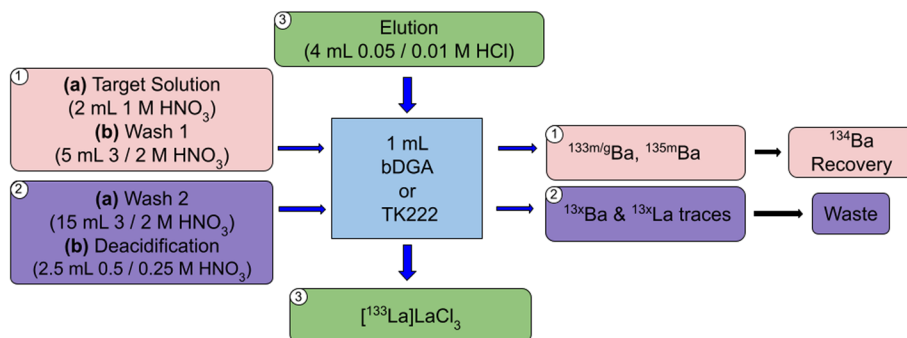 3
Elution
(4 mL 0.05 / 0.01 M HCl)
1
(a) Target Solution
(2 mL 1 M HNO₃)
(b) Wash 1
(5 mL 3 / 2 M HNO₃)
2
(a) Wash 2
(15 mL 3 / 2 M HNO₃)
(b) Deacidification
(2.5 mL 0.5 / 0.25 M HNO₃)
1 mL
bDGA
or
TK222
1
¹³³ᵐ/ᵍBa, ¹³⁵ᵐBa
¹³⁴Ba
Recovery
2
¹³ˣBa & ¹³ˣLa traces
Waste
3
[¹³³La]LaCl₃